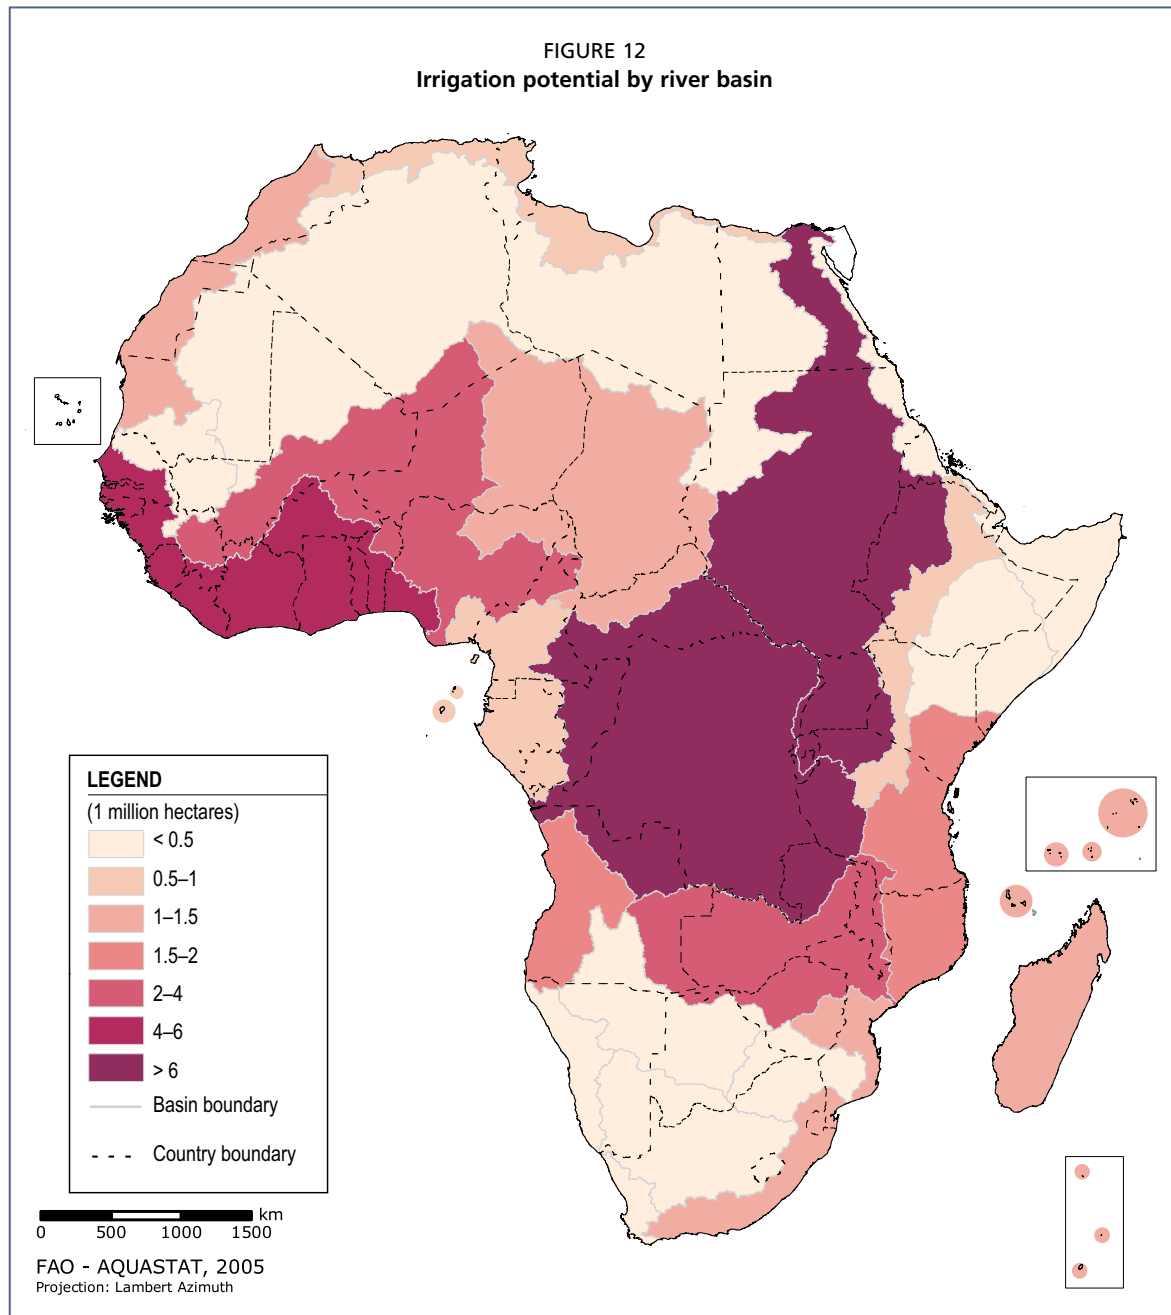 FIGURE 12
Irrigation potential by river basin
LEGEND
(1 million hectares)
< 0.5
0.5–1
1–1.5
1.5–2
2–4
4–6
> 6
Basin boundary
Country boundary
km
0 500 1000 1500
FAO - AQUASTAT, 2005
Projection: Lambert Azimuth